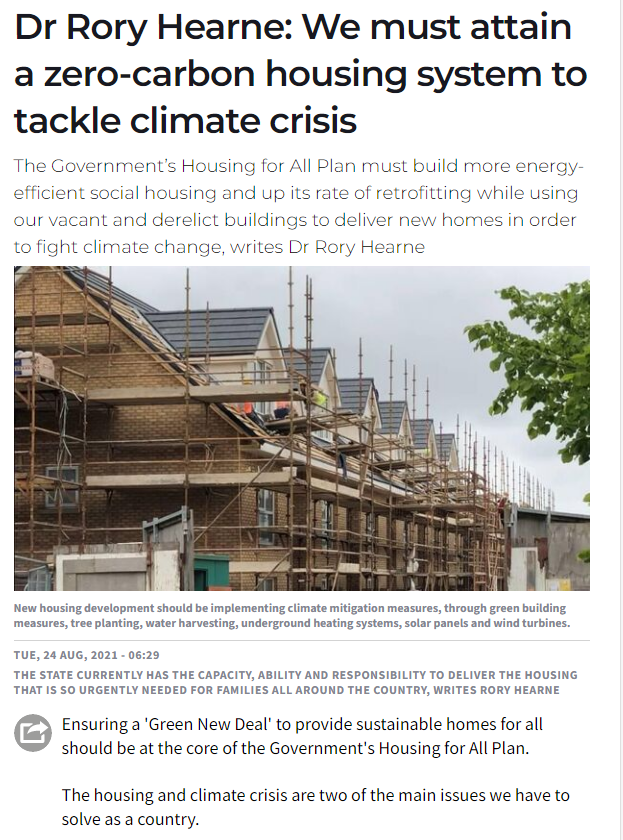 Dr Rory Hearne: We must attain
a zero-carbon housing system to
tackle climate crisis
The Government’s Housing for All Plan must build more energy-
efficient social housing and up its rate of retrofitting while using
our vacant and derelict buildings to deliver new homes in order
to fight climate change, writes Dr Rory Hearne
New housing development should be implementing climate mitigation measures, through green building
measures, tree planting, water harvesting, underground heating systems, solar panels and wind turbines.
TUE, 24 AUG, 2021 - 06:29
THE STATE CURRENTLY HAS THE CAPACITY, ABILITY AND RESPONSIBILITY TO DELIVER THE HOUSING
THAT IS SO URGENTLY NEEDED FOR FAMILIES ALL AROUND THE COUNTRY, WRITES RORY HEARNE
Ensuring a 'Green New Deal' to provide sustainable homes for all
should be at the core of the Government's Housing for All Plan.
The housing and climate crisis are two of the main issues we have to
solve as a country.